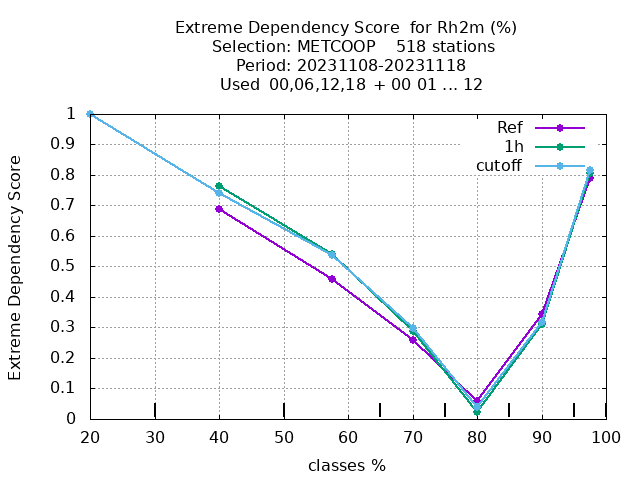 Extreme Dependency Score  for Rh2m (%)
Selection: METCOOP    518 stations
Period: 20231108-20231118
Used  00,06,12,18  + 00 01 ... 12
Ref
1h
cutoff
Extreme Dependency Score
1
0.9
0.8
0.7
0.6
0.5
0.4
0.3
0.2
0.1
0
20 30 40 50 60 70 80 90 100
classes %